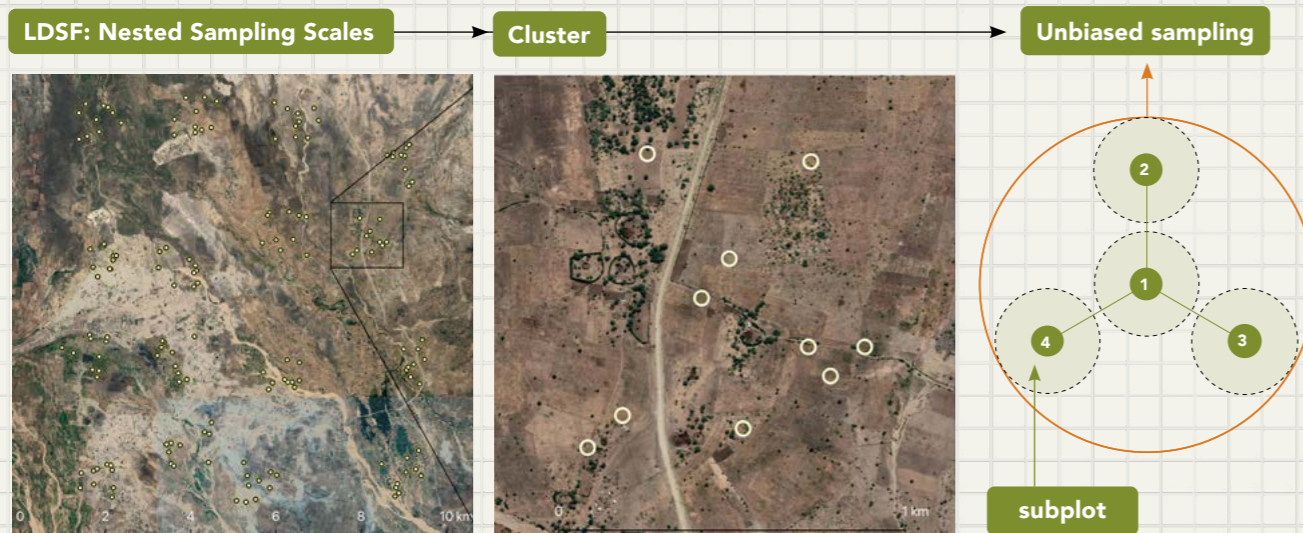 LDSF: Nested Sampling Scales
Cluster
Unbiased sampling
2
1
4
3
0 2 4 6 8 10 km
0 1 km
subplot